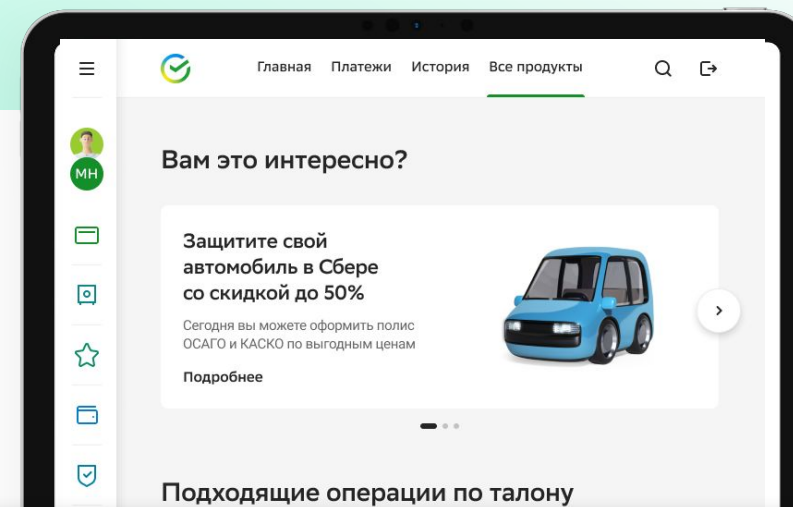 Главная Платежи История Все продукты
МН
Вам это интересно?
Защитите свой
автомобиль в Сбере
со скидкой до 50%
Сегодня вы можете оформить полис
ОСАГО и КАСКО по выгодным ценам
Подробнее
Подходящие операции по талону